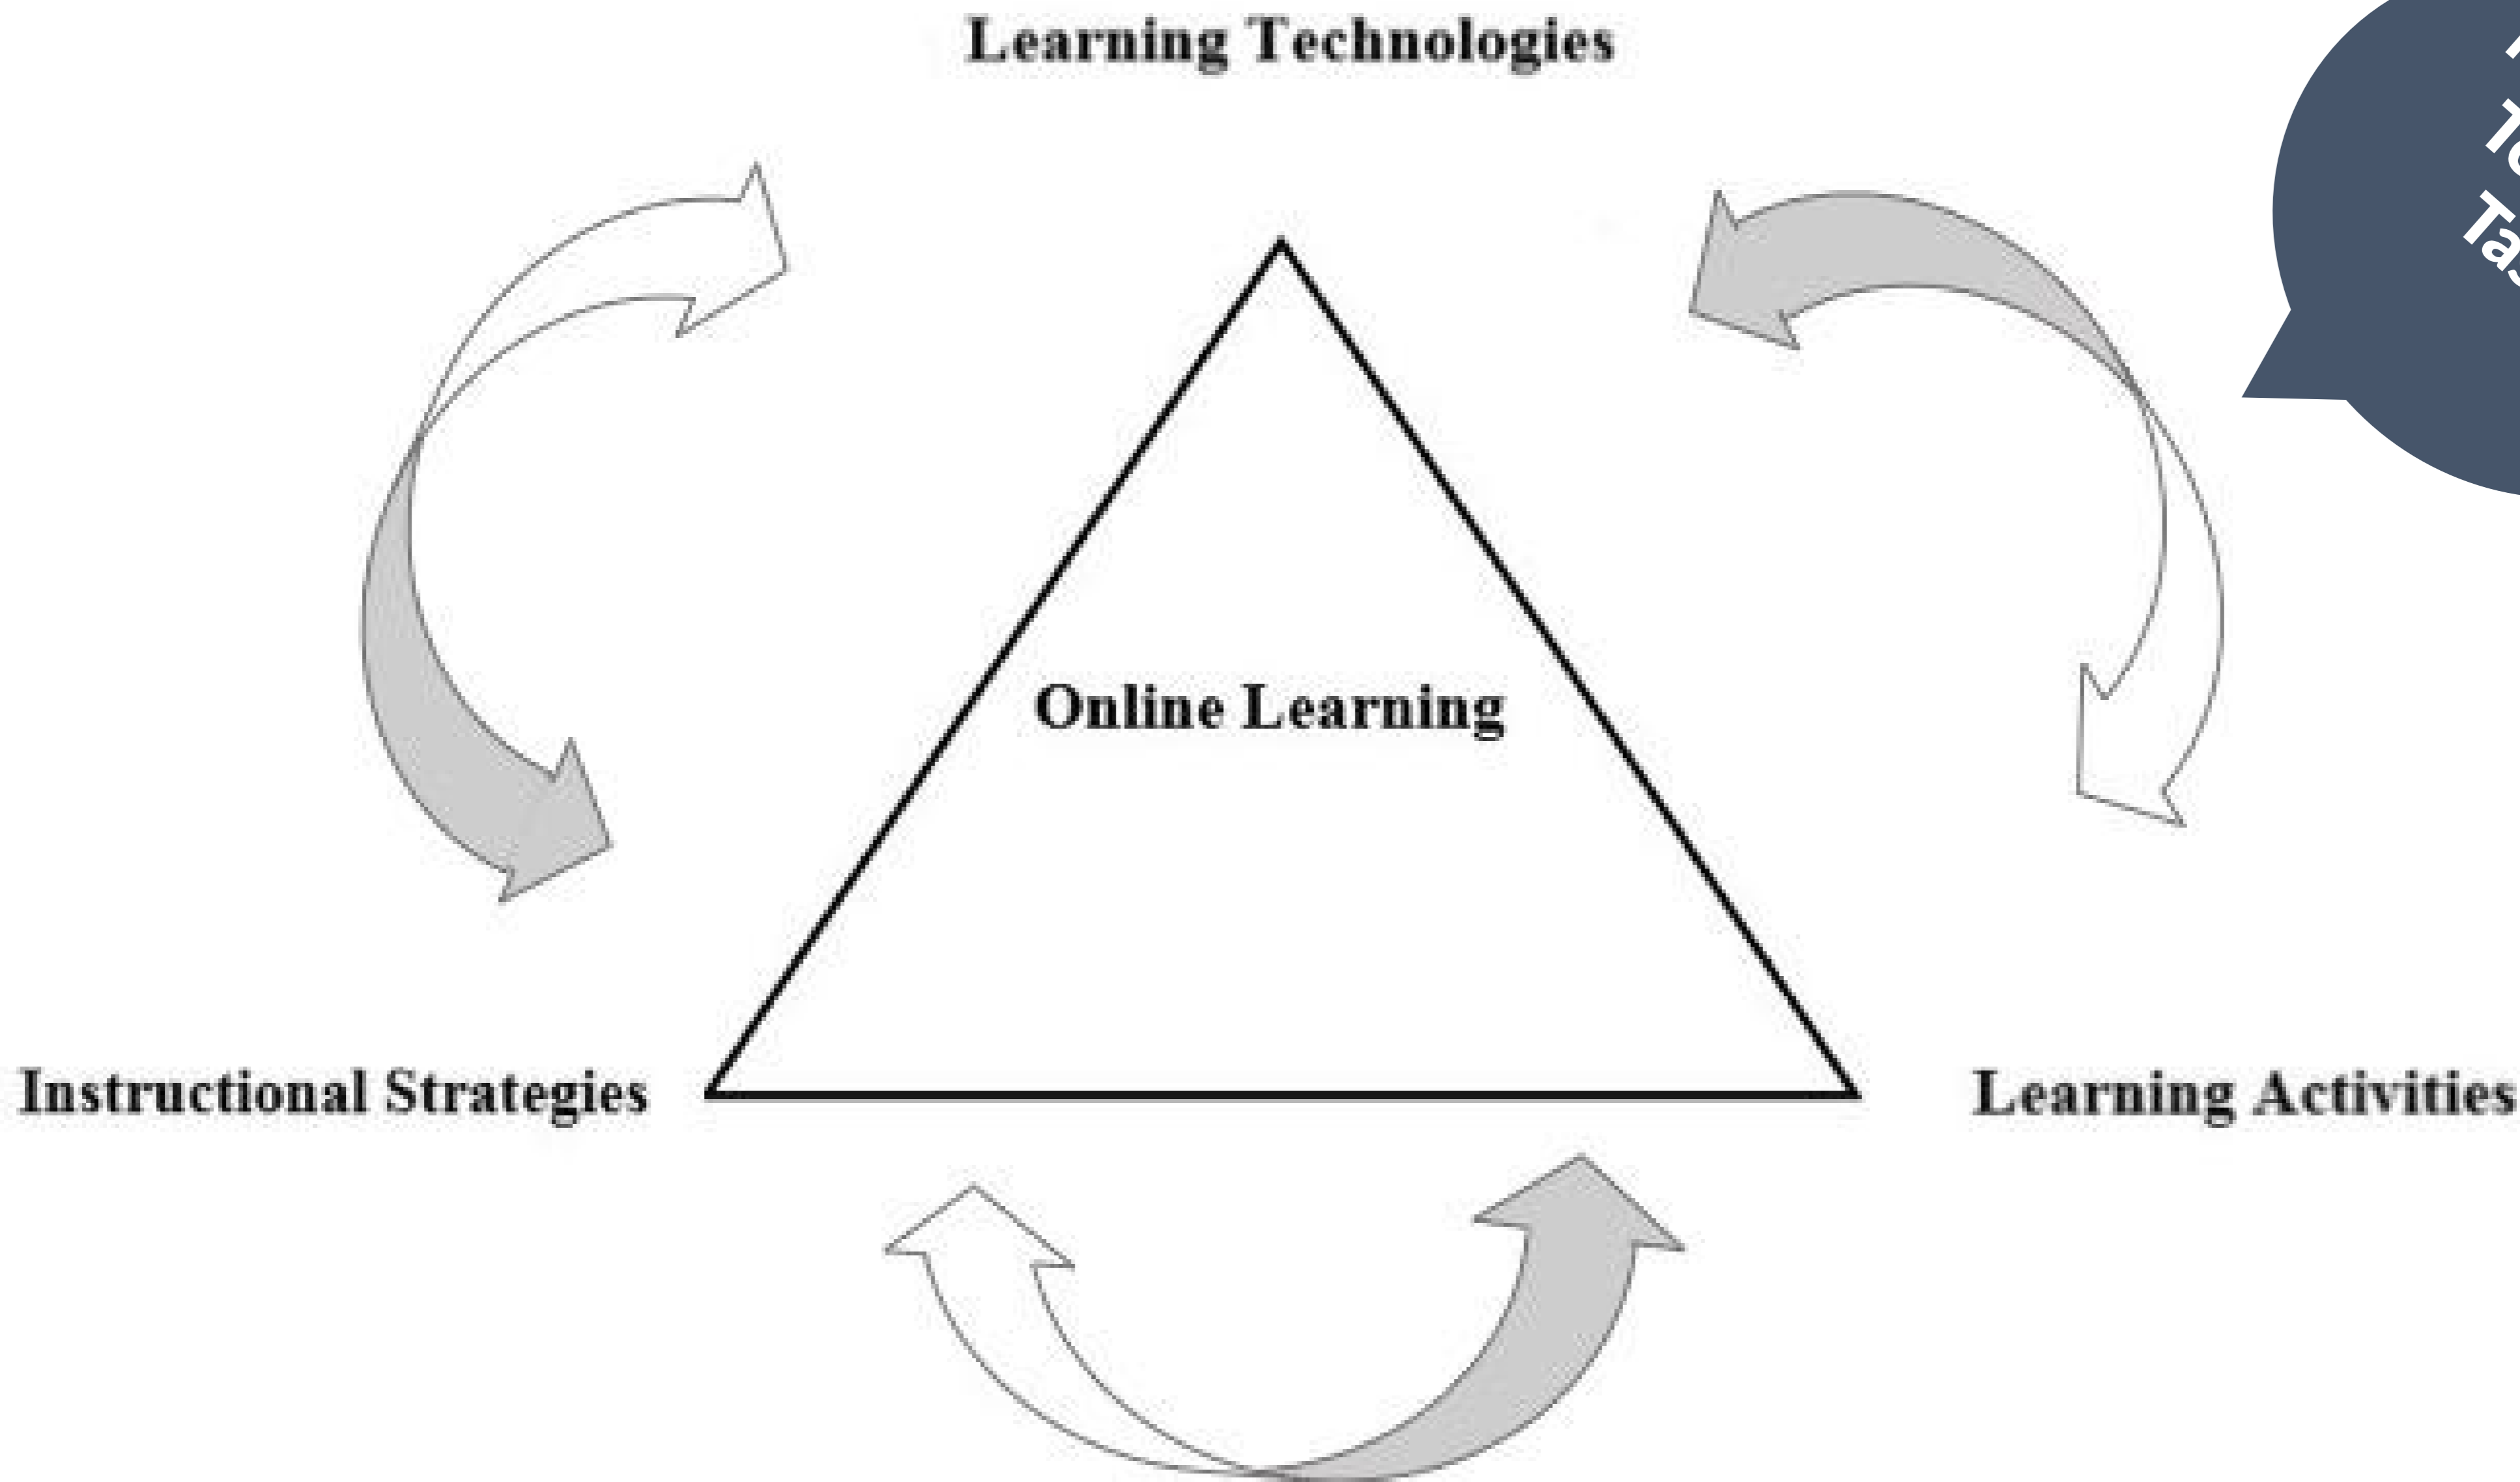 Learning Technologies
Online Learning
Instructional Strategies
Learning Activities